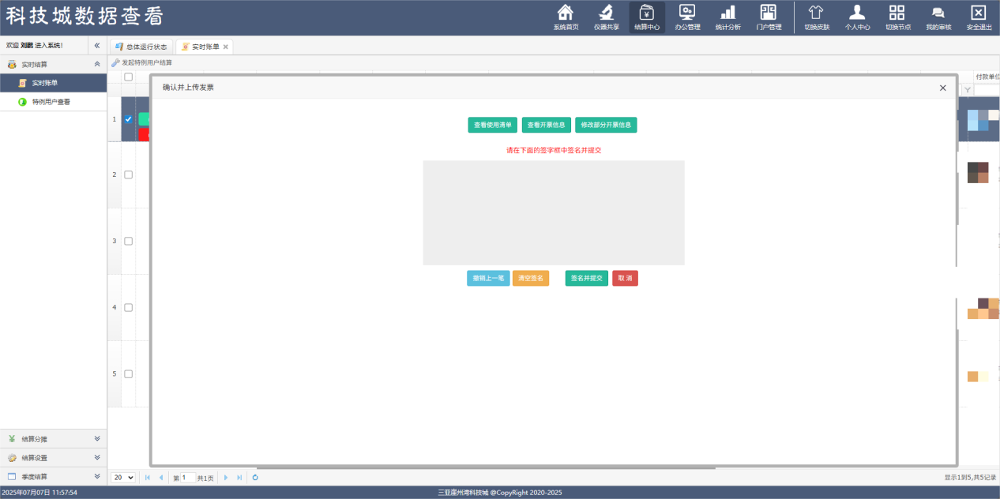 科技城数据查看
系统首页 仪器共享 结算中心 办公管理 统计分析 门户管理 切换皮肤 个人中心 切换节点 我的审核 安全退出
欢迎 刘鹏 进入系统!
总体运行状态 实时账单
实时结算
发起特例用户结算
实时账单
付款单位
确认并上传发票
特例用户查看
1
查看使用清单 查看开票信息 修改部分开票信息
请在下面的签字框中签名并提交
2
3
撤销上一笔 清空签名 签名并提交 取 消
4
5
结算分摊
结算设置
季度结算
20 第 1 共1页
显示1到5,共5记录
2025年07月07日 11:57:54
三亚崖州湾科技城 @CopyRight 2020-2025